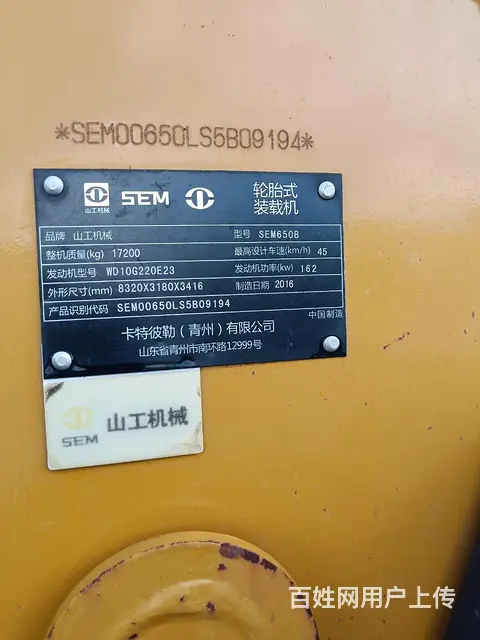 *SEM00650LS5B09194*
山工机械 SEM 轮胎式
装载机
品牌 山工机械 型号 SEM650B
整机质量(kg) 17200 最高设计车速(km/h) 45
发动机型号 WD10G220E23 发动机功率(kw) 162
外形尺寸(mm) 8320X3180X3416 制造日期 2016
产品识别代码 SEM00650LS5B09194
中国制造
卡特彼勒(青州)有限公司
山东省青州市南环路12999号
SEM 山工机械
百姓网用户上传